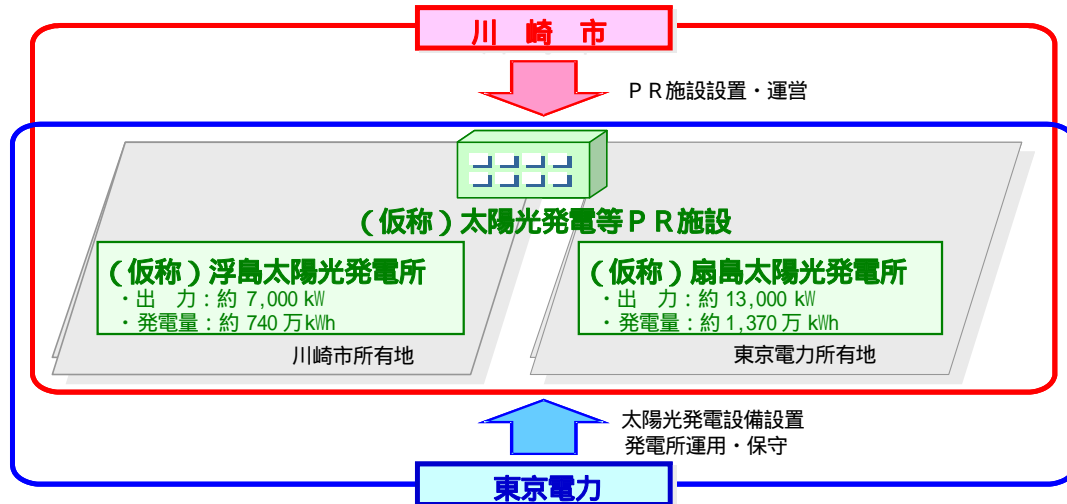 川 崎 市
ＰＲ施設設置・運営
（仮称）太陽光発電等ＰＲ施設
（仮称）浮島太陽光発電所
・出　力：約 7,000 kW
・発電量：約 740 万kWh
川崎市所有地
（仮称）扇島太陽光発電所
・出　力：約 13,000 kW
・発電量：約 1,370 万 kWh
東京電力所有地
太陽光発電設備設置
発電所運用・保守
東京電力